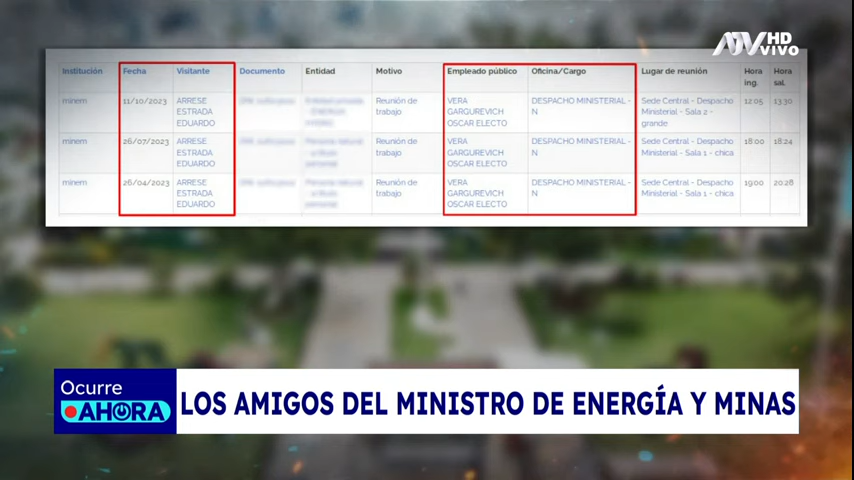 ATV HD
VIVO
Institución Fecha Visitante Documento Entidad Motivo Empleado público Oficina/Cargo Lugar de reunión Hora ing. Hora sal.
minem 11/10/2023 ARRESE ESTRADA EDUARDO Reunión de trabajo VERA GARGUREVICH OSCAR ELECTO DESPACHO MINISTERIAL - N Sede Central - Despacho Ministerial - Sala 2 - grande 12:05 13:30
minem 26/07/2023 ARRESE ESTRADA EDUARDO Reunión de trabajo VERA GARGUREVICH OSCAR ELECTO DESPACHO MINISTERIAL - N Sede Central - Despacho Ministerial - Sala 1 - chica 18:00 18:24
minem 26/04/2023 ARRESE ESTRADA EDUARDO Reunión de trabajo VERA GARGUREVICH OSCAR ELECTO DESPACHO MINISTERIAL - N Sede Central - Despacho Ministerial - Sala 1 - chica 19:00 20:28
Ocurre
AHORA
LOS AMIGOS DEL MINISTRO DE ENERGÍA Y MINAS